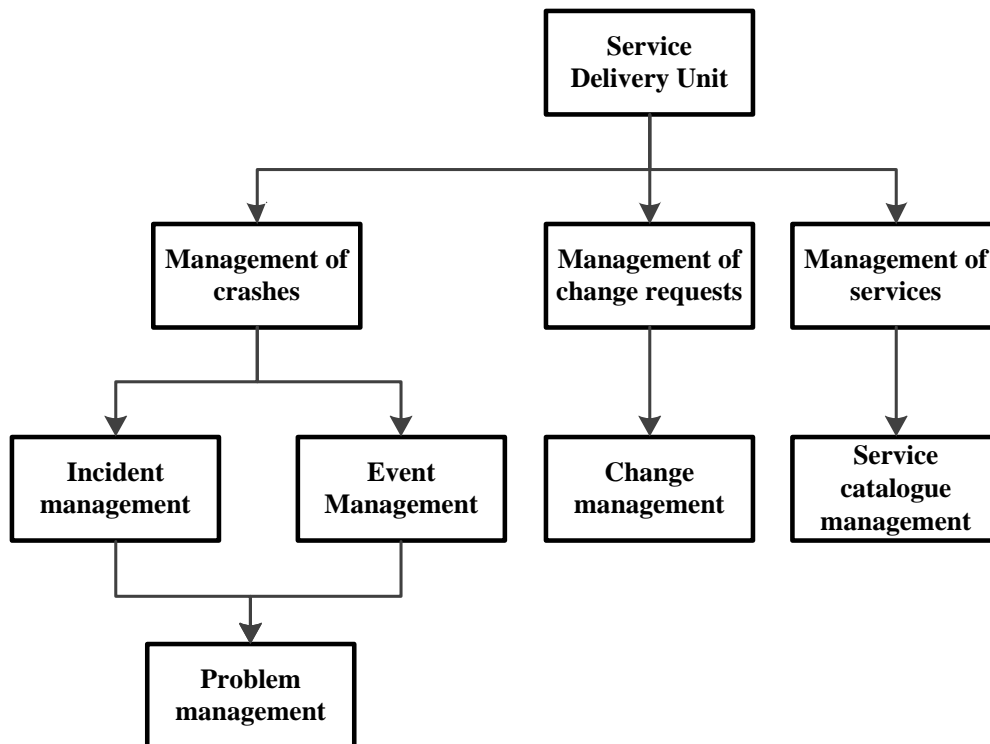 Service
Delivery Unit
Management of
crashes
Management of
change requests
Management of
services
Incident
management
Event
Management
Change
management
Service
catalogue
management
Problem
management